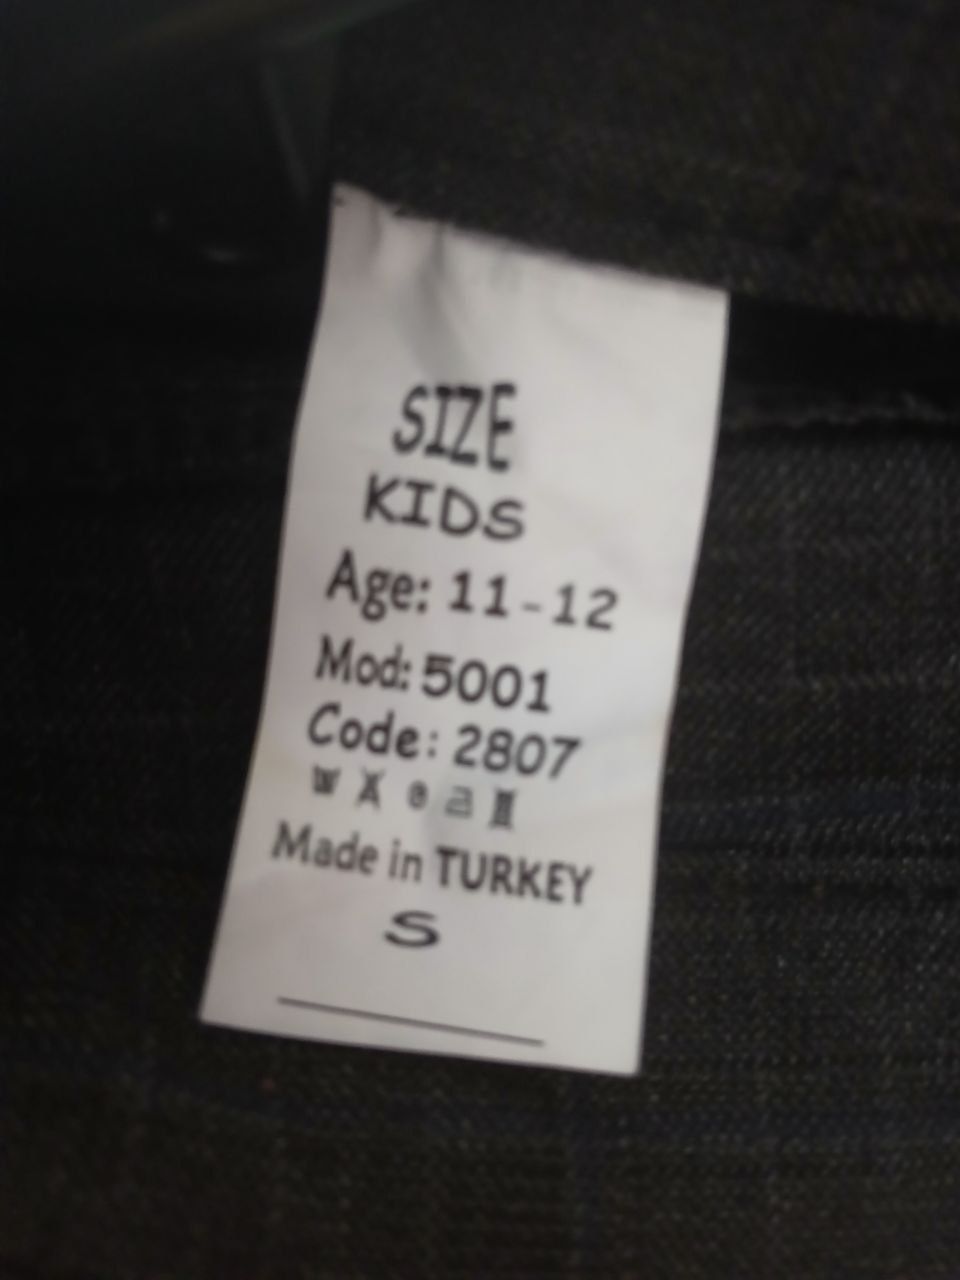 SIZE
KIDS
Age: 11-12
Mod: 5001
Code: 2807
Made in TURKEY
S